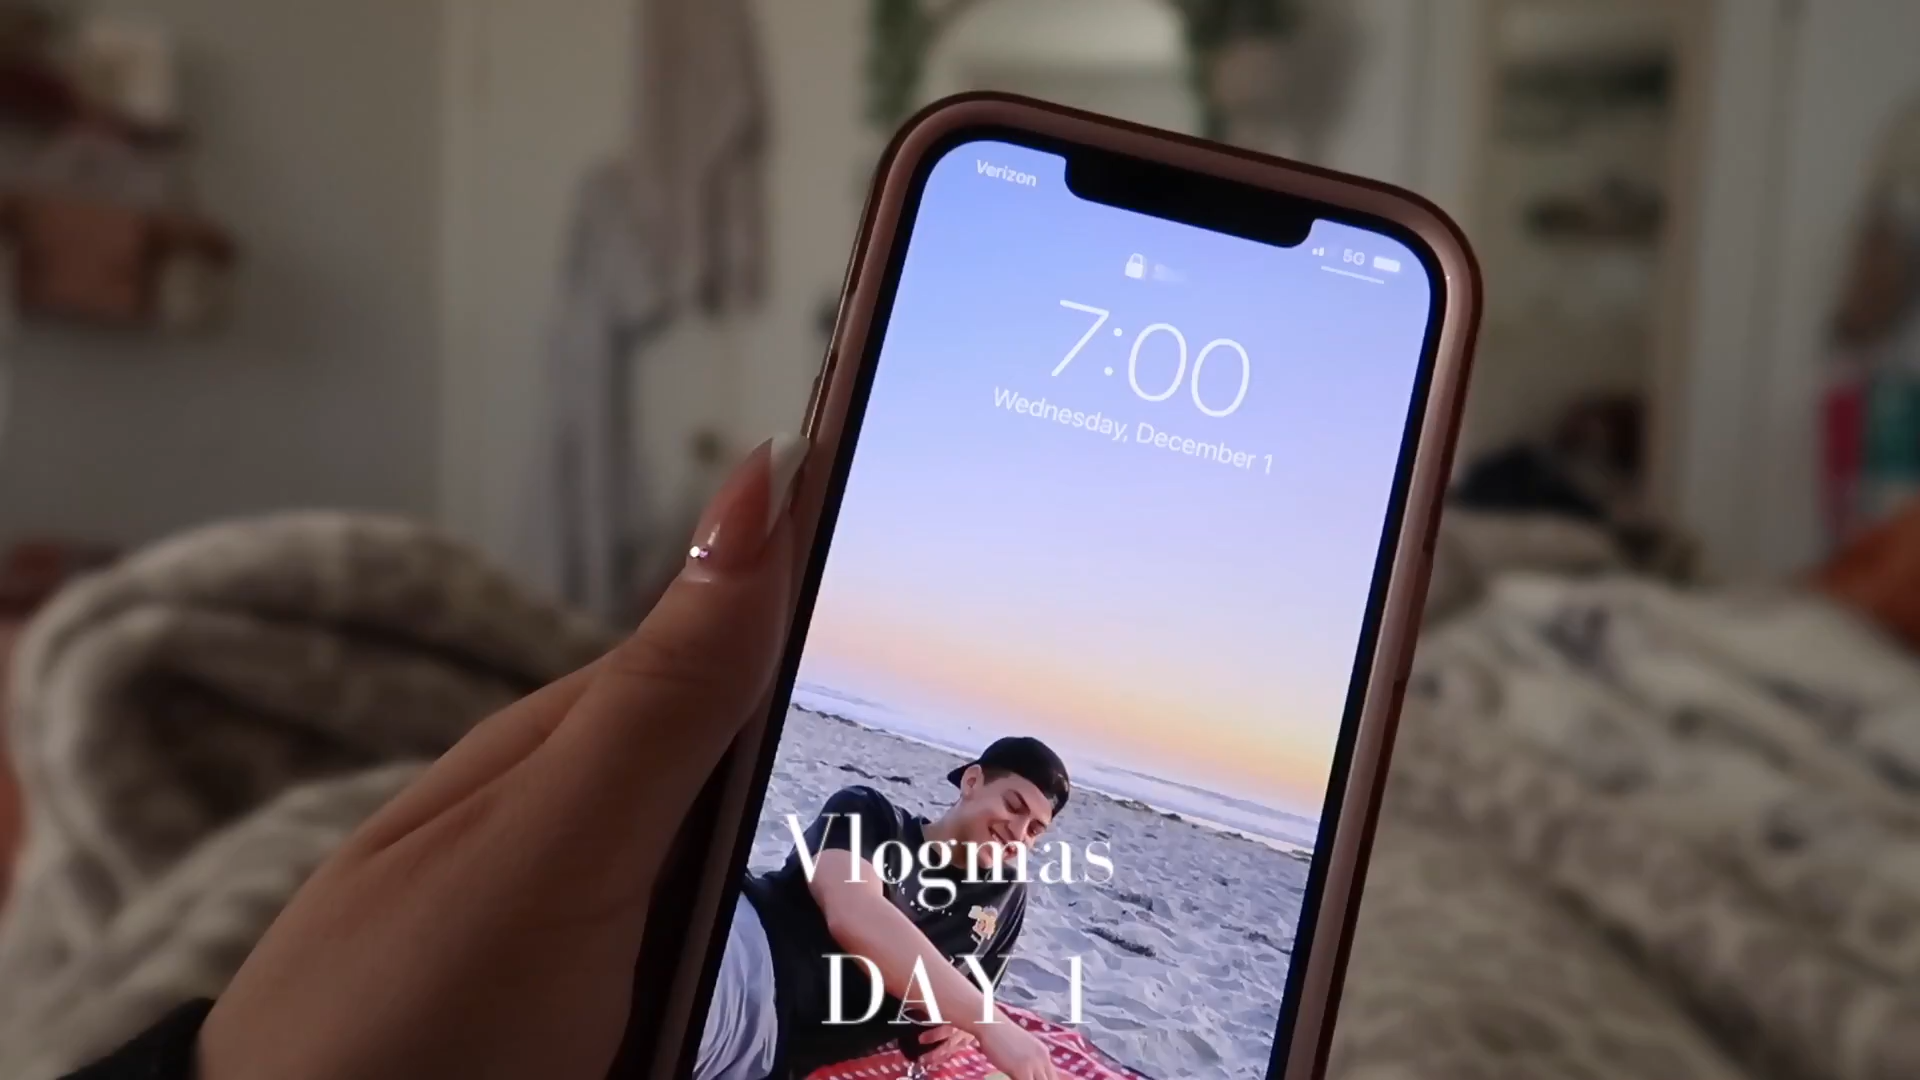 Verizon
5G
7:00
Wednesday, December 1
Vlogmas
DAY 1